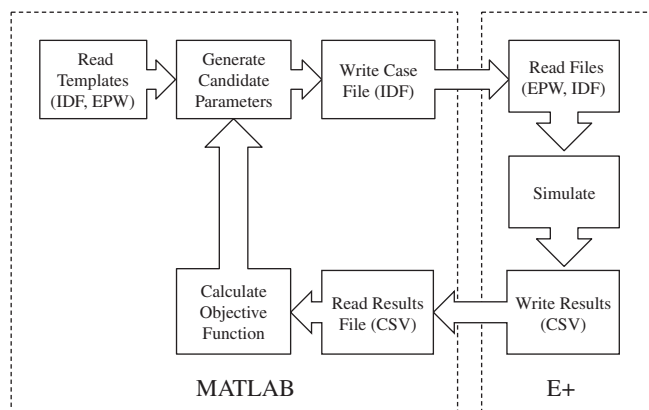 Read
Templates
(IDF, EPW)
Generate
Candidate
Parameters
Write Case
File (IDF)
Read Files
(EPW, IDF)
Simulate
Write Results
(CSV)
Read Results
File (CSV)
Calculate
Objective
Function
MATLAB
E+